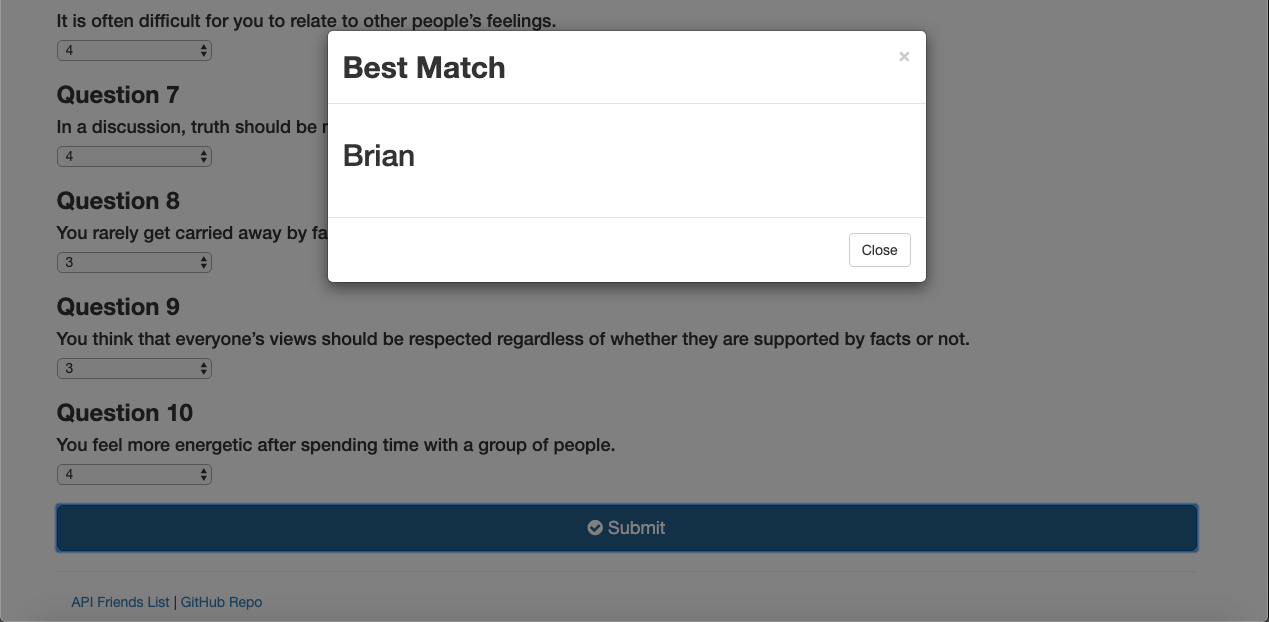 It is often difficult for you to relate to other people’s feelings.
4
Best Match
×
Question 7
In a discussion, truth should be
4
Brian
Question 8
You rarely get carried away by
3
Close
Question 9
You think that everyone’s views should be respected regardless of whether they are supported by facts or not.
3
Question 10
You feel more energetic after spending time with a group of people.
4
Submit
API Friends List | GitHub Repo